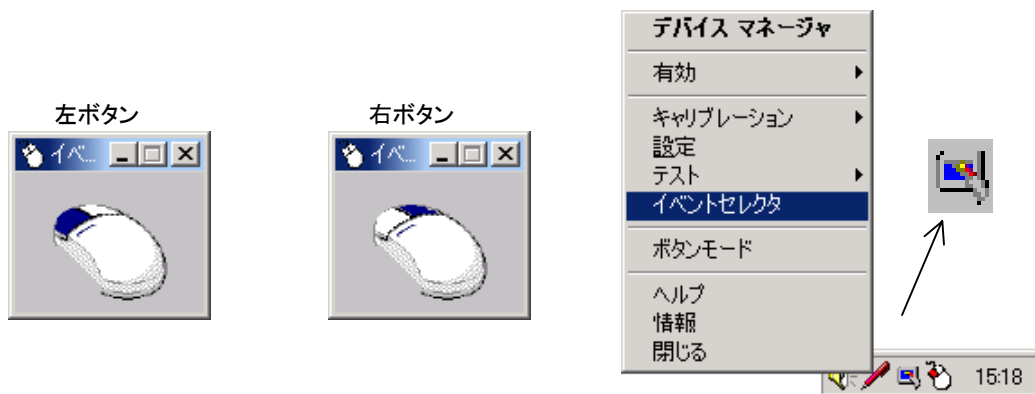 左ボタン
イベ...
右ボタン
イベ...
デバイス マネージャ
有効
キャリブレーション
設定
テスト
イベントセレクタ
ボタンモード
ヘルプ
情報
閉じる
15:18